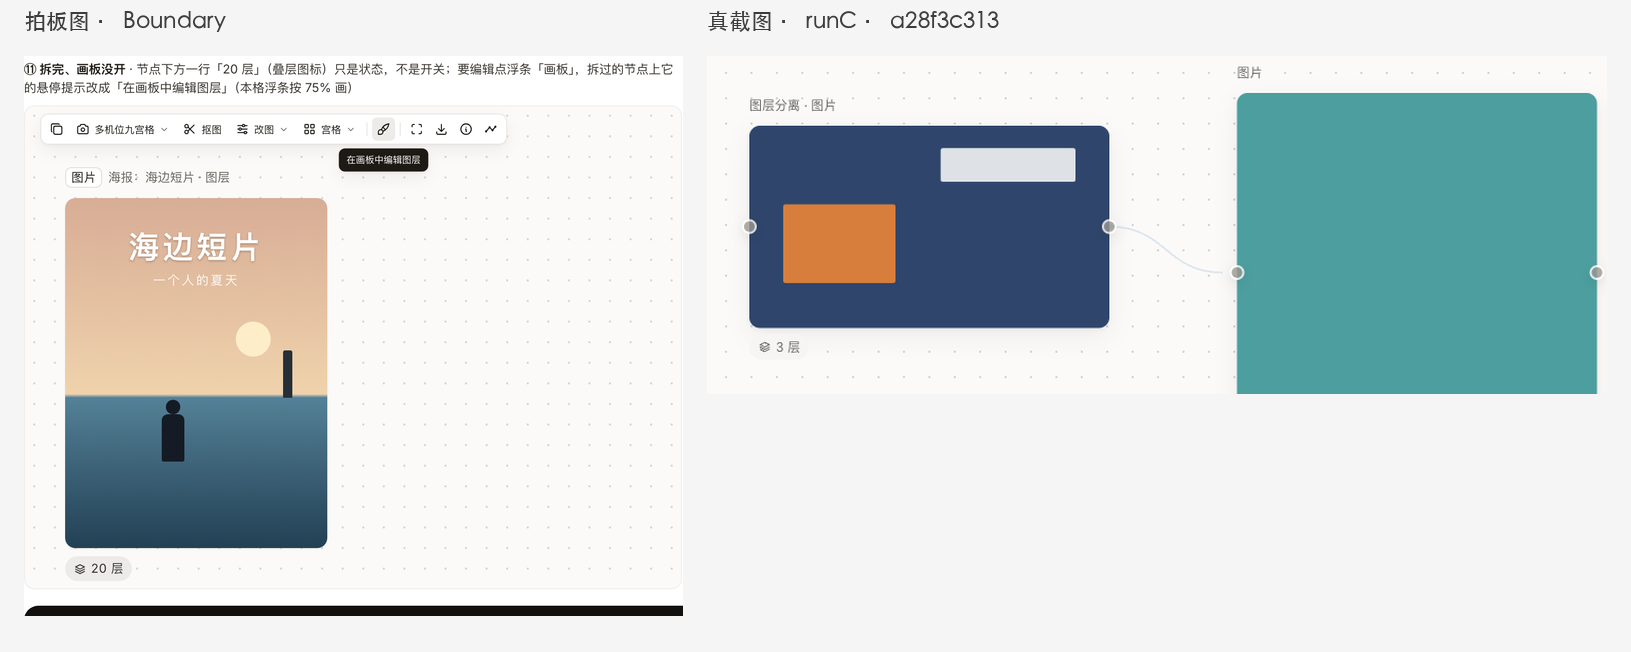 拍板图 · Boundary
⑪ 拆完、画板没开 · 节点下方一行「20 层」（叠层图标）只是状态，不是开关；要编辑点浮条「画板」，拆过的节点上它
的悬停提示改成「在画板中编辑图层」（本格浮条按 75% 画）
多机位九宫格 抠图 改图 宫格
在画板中编辑图层
图片 海报：海边短片 · 图层
海边短片
一个人的夏天
20 层
真截图 · runC · a28f3c313
图片
图层分离 · 图片
3 层